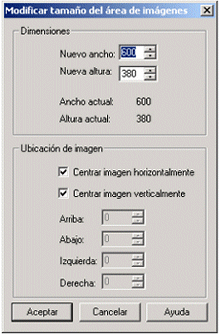 Modificar tamaño del área de imágenes
Dimensiones
Nuevo ancho: 600
Nueva altura: 380
Ancho actual: 600
Altura actual: 380
Ubicación de imagen
Centrar imagen horizontalmente
Centrar imagen verticalmente
Arriba: 0
Abajo: 0
Izquierda: 0
Derecha: 0
Aceptar Cancelar Ayuda